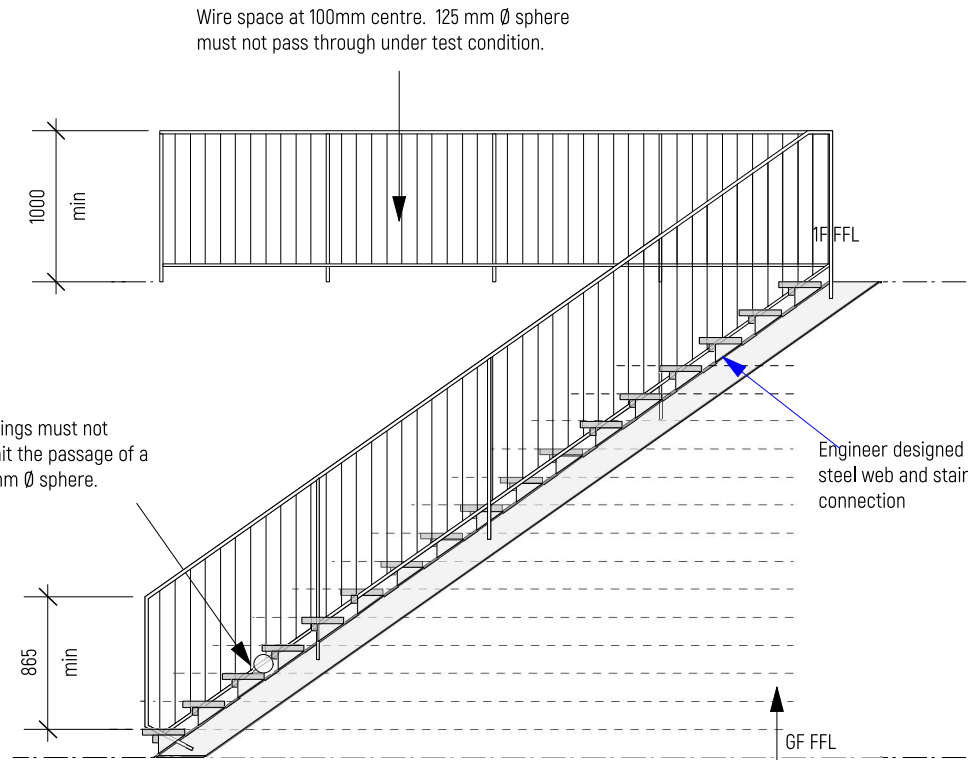 Wire space at 100mm centre. 125 mm Ø sphere
must not pass through under test condition.
1000
min
1F FFL
ings must not
it the passage of a
m Ø sphere.
Engineer designed
steel web and stair
connection
865
min
GF FFL